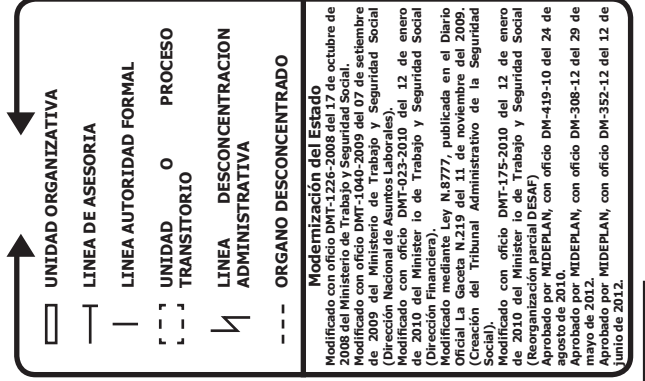 UNIDAD ORGANIZATIVA
LINEA DE ASESORIA
LINEA AUTORIDAD FORMAL
UNIDAD O PROCESO
TRANSITORIO
LINEA DESCONCENTRACION
ADMINISTRATIVA
ORGANO DESCONCENTRADO
Modernización del Estado
Modificado con oficio DMT-1226-2008 del 17 de octubre de
2008 del Ministerio de Trabajo y Seguridad Social.
Modificado con oficio DMT-1040-2009 del 07 de setiembre
de 2009 del Ministerio de Trabajo y Seguridad Social
(Dirección Nacional de Asuntos Laborales).
Modificado con oficio DMT-023-2010 del 12 de enero
de 2010 del Minister io de Trabajo y Seguridad Social
(Dirección Financiera).
Modificado mediante Ley N.8777, publicada en el Diario
Oficial La Gaceta N.219 del 11 de noviembre del 2009.
(Creación del Tribunal Administrativo de la Seguridad
Social).
Modificado con oficio DMT-175-2010 del 12 de enero
de 2010 del Minister io de Trabajo y Seguridad Social
(Reorganización parcial DESAF)
Aprobado por MIDEPLAN, con oficio DM-419-10 del 24 de
agosto de 2010.
Aprobado por MIDEPLAN, con oficio DM-308-12 del 29 de
mayo de 2012.
Aprobado por MIDEPLAN, con oficio DM-352-12 del 12 de
junio de 2012.